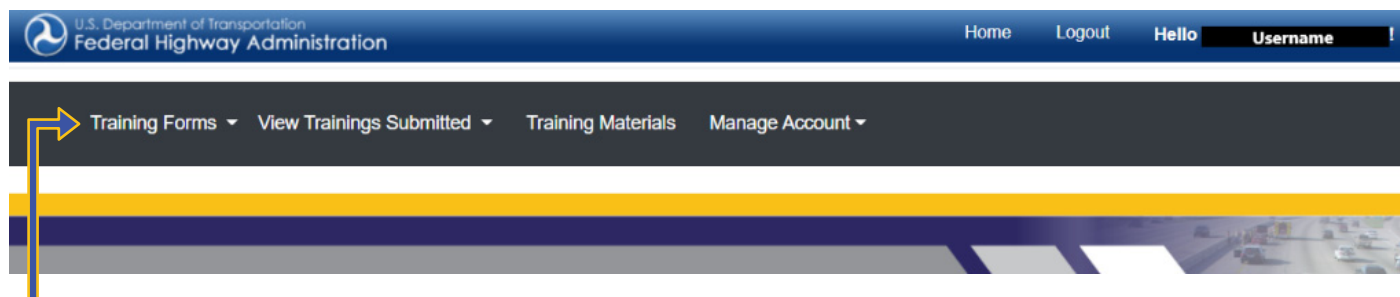 U.S. Department of Transportation
Federal Highway Administration
Home Logout Hello Username !
Training Forms View Trainings Submitted Training Materials Manage Account